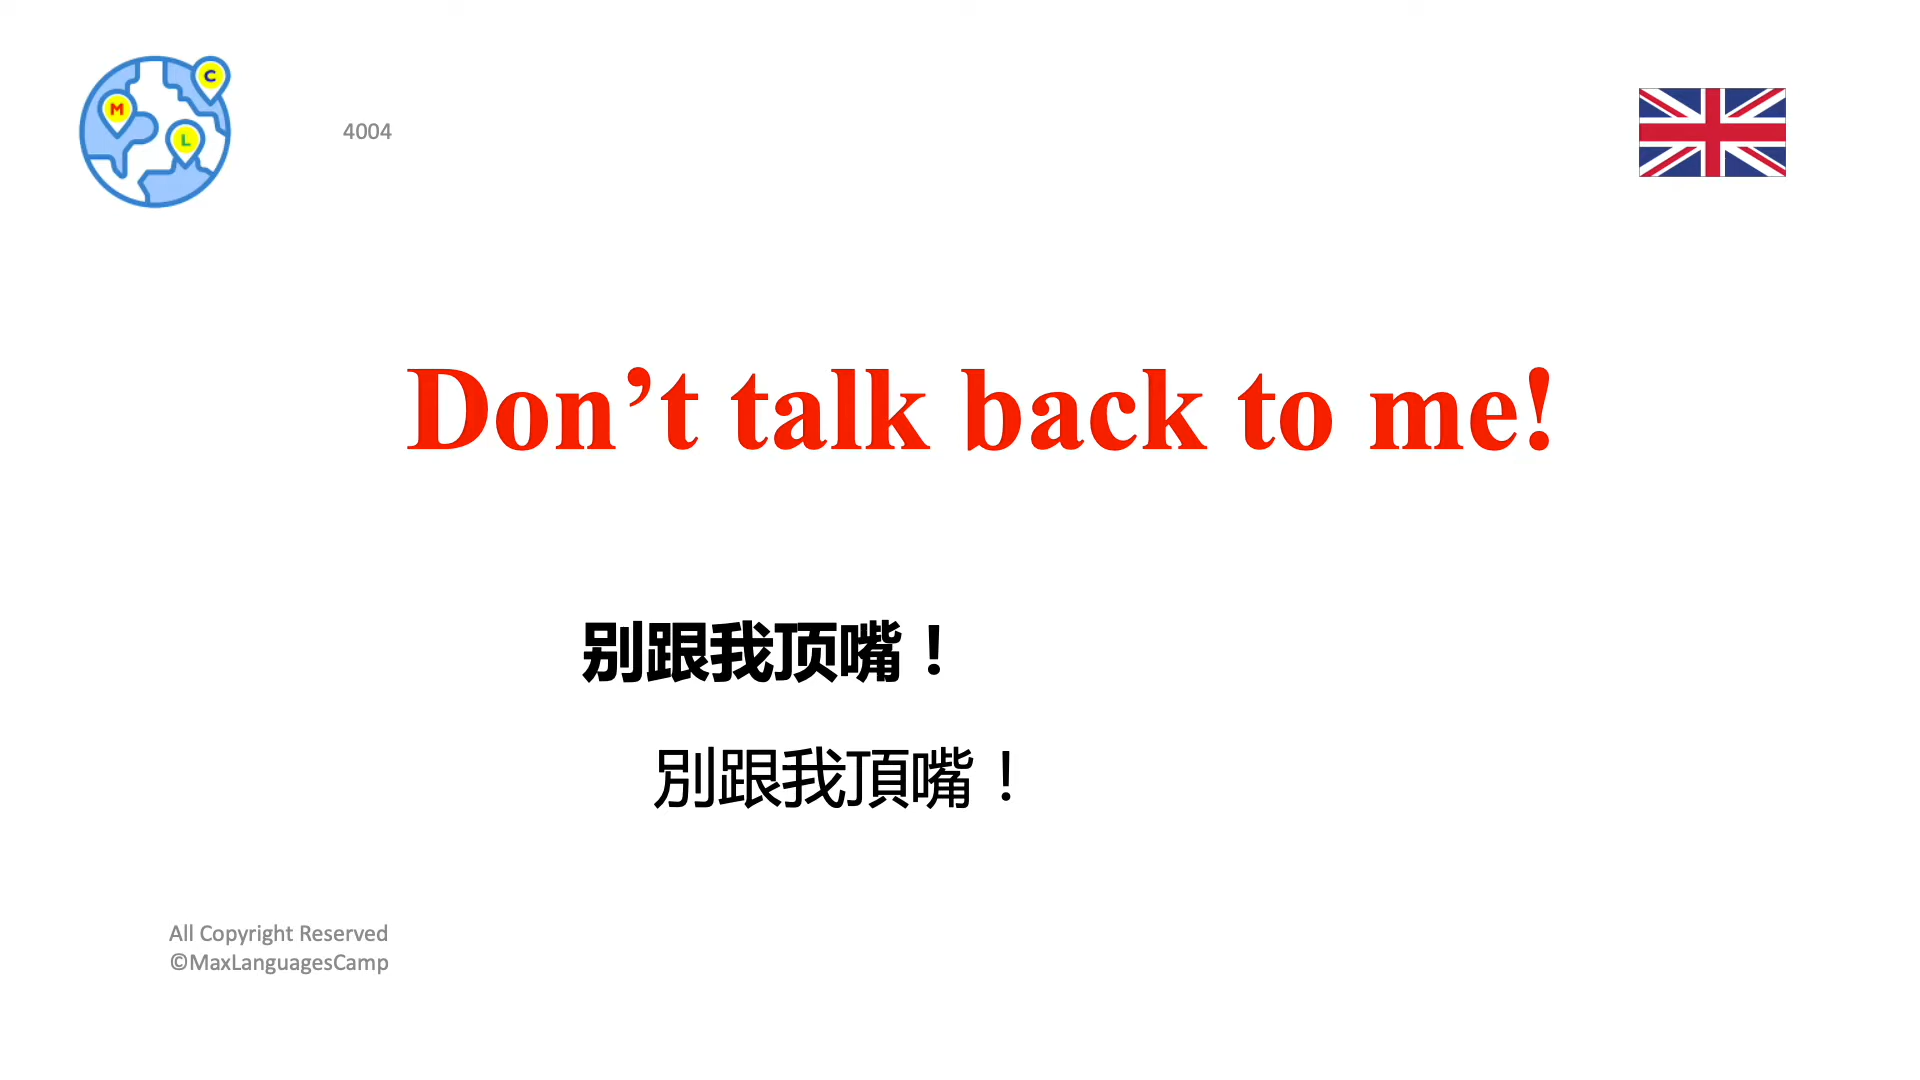 C
M
L
4004
Don’t talk back to me!
别跟我顶嘴！
別跟我頂嘴！
All Copyright Reserved
©MaxLanguagesCamp